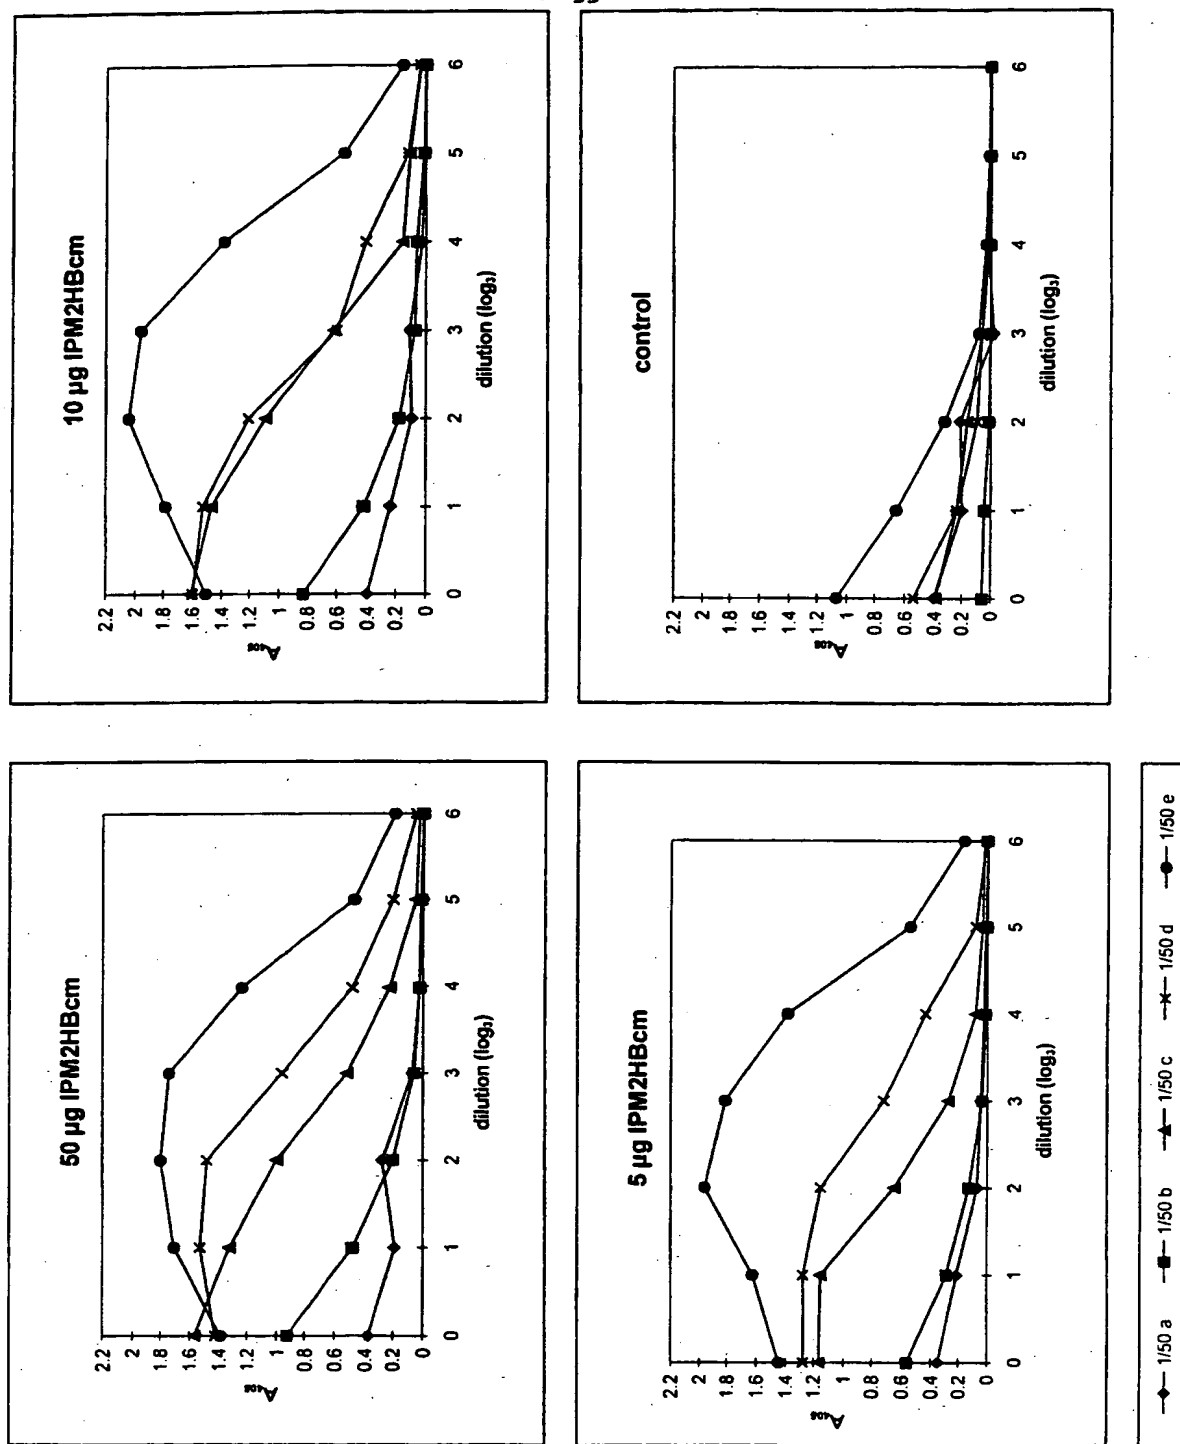 50 µg IPM2HBcm
A₄₀₅
2.2
2
1.8
1.6
1.4
1.2
1
0.8
0.6
0.4
0.2
0
0 1 2 3 4 5 6
dilution (log₃)
10 µg IPM2HBcm
A₄₀₅
2.2
2
1.8
1.6
1.4
1.2
1
0.8
0.6
0.4
0.2
0
0 1 2 3 4 5 6
dilution (log₃)
5 µg IPM2HBcm
A₄₀₅
2.2
2
1.8
1.6
1.4
1.2
1
0.8
0.6
0.4
0.2
0
0 1 2 3 4 5 6
dilution (log₃)
control
A₄₀₅
2.2
2
1.8
1.6
1.4
1.2
1
0.8
0.6
0.4
0.2
0
0 1 2 3 4 5 6
dilution (log₃)
1/50 a 1/50 b 1/50 c 1/50 d 1/50 e